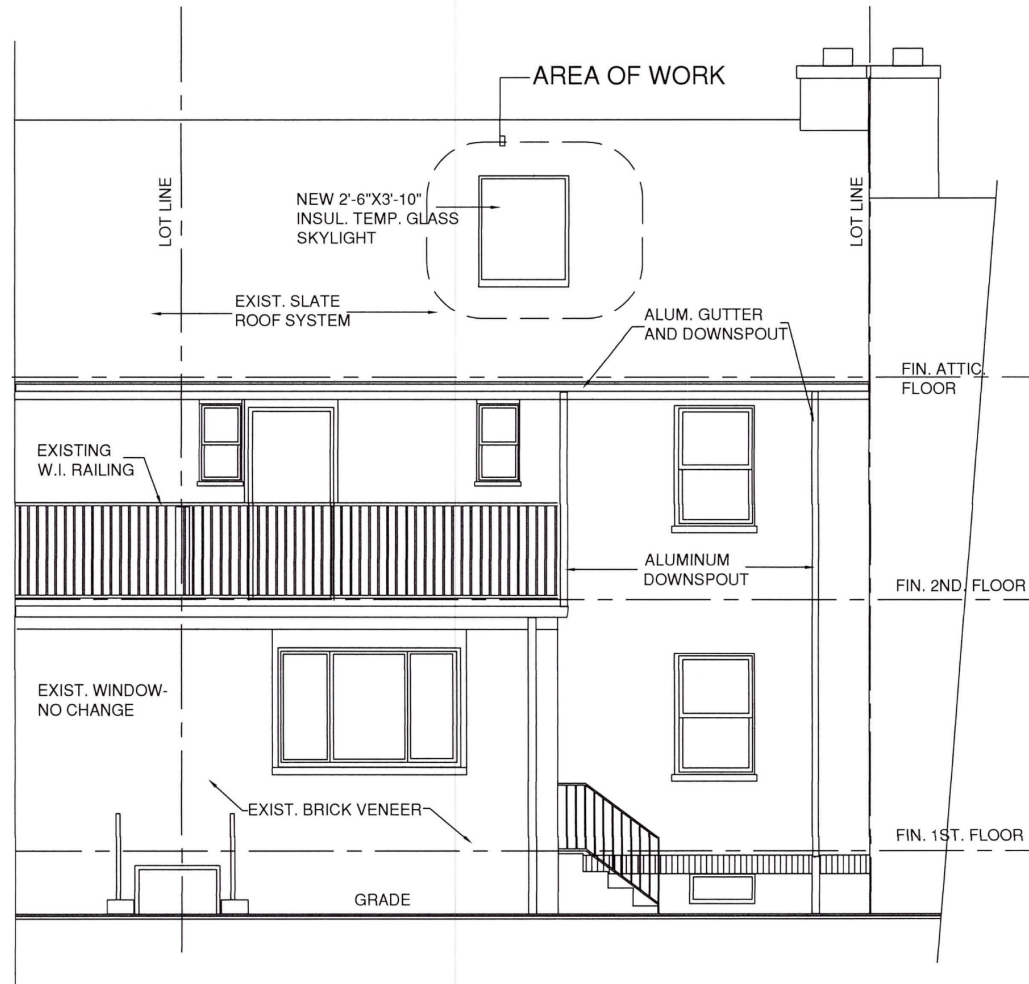 AREA OF WORK
LOT LINE
LOT LINE
NEW 2'-6"X3'-10"
INSUL. TEMP. GLASS
SKYLIGHT
EXIST. SLATE
ROOF SYSTEM
ALUM. GUTTER
AND DOWNSPOUT
FIN. ATTIC.
FLOOR
EXISTING
W.I. RAILING
ALUMINUM
DOWNSPOUT
FIN. 2ND. FLOOR
EXIST. WINDOW-
NO CHANGE
EXIST. BRICK VENEER
FIN. 1ST. FLOOR
GRADE